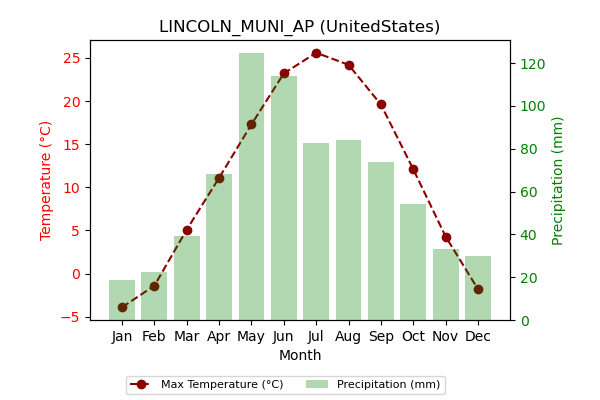 LINCOLN_MUNI_AP (UnitedStates)
25
20
15
10
5
0
−5
Temperature (°C)
120
100
80
60
40
20
0
Precipitation (mm)
Jan Feb Mar Apr May Jun Jul Aug Sep Oct Nov Dec
Month
Max Temperature (°C) Precipitation (mm)